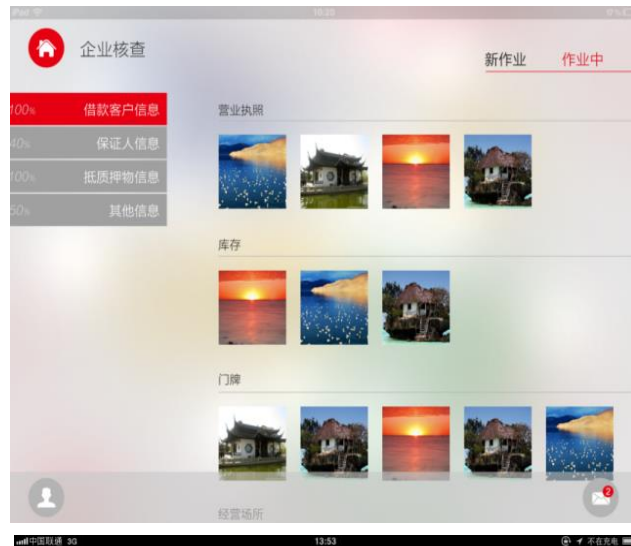 iPad
10:20
企业核查
新作业 作业中
100% 借款客户信息
40% 保证人信息
100% 抵质押物信息
50% 其他信息
营业执照
库存
门牌
2
经营场所
中国联通 3G 13:53 不在充电